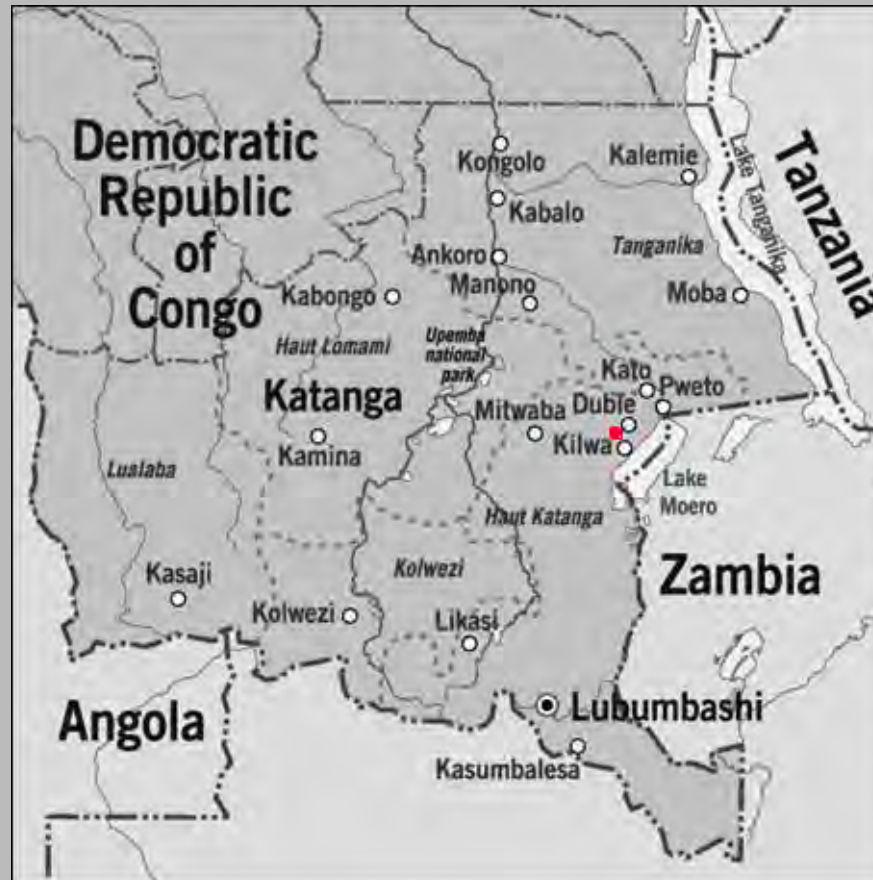 Democratic
Republic
of
Congo
Kongolo
Kalemie
Lake Tanganika
Tanzania
Kabalo
Tanganika
Ankoro
Manono
Kabongo
Moba
Haut Lomami
Upemba
national
park
Kato
Pweto
Katanga
Mitwaba
Dubie
Kilwa
Kamina
Lualaba
Lake
Moero
Haut Katanga
Kasaji
Kolwezi
Zambia
Kolwezi
Likasi
Angola
Lubumbashi
Kasumbalesa